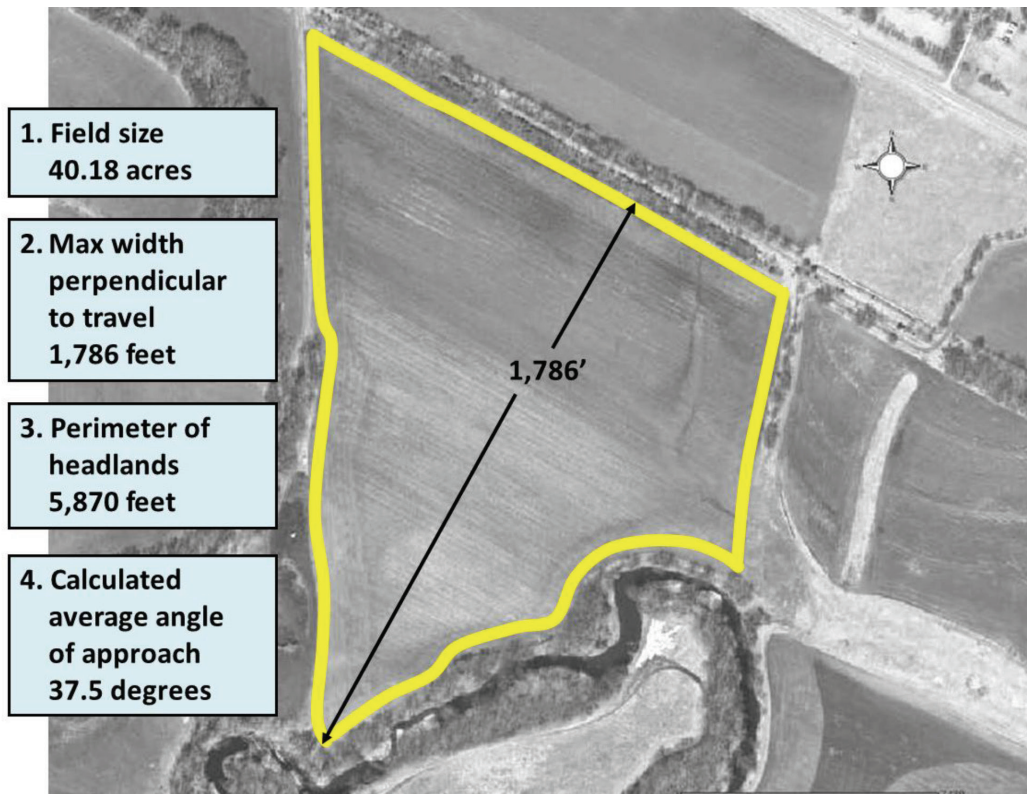 1. Field size
40.18 acres
2. Max width
perpendicular
to travel
1,786 feet
3. Perimeter of
headlands
5,870 feet
4. Calculated
average angle
of approach
37.5 degrees
1,786’